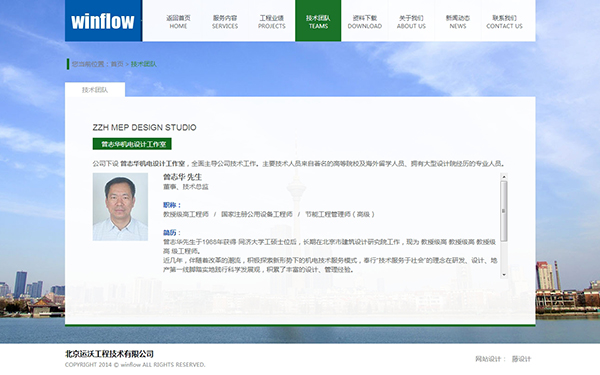 winflow
返回首页 服务内容 工程业绩 技术团队 资料下载 关于我们 新闻动态 联系我们
HOME SERVICES PROJECTS TEAMS DOWNLOAD ABOUT US NEWS CONTACT US
您当前位置：首页 > 技术团队
技术团队
ZZH MEP DESIGN STUDIO
曾志华机电设计工作室
公司下设 曾志华机电设计工作室，全面主导公司技术工作。主要技术人员来自著名的高等院校及海外留学人员、拥有大型设计院经历的专业人员。
曾志华 先生
董事、技术总监
职称：
教授级高工程师 / 国家注册公用设备工程师 / 节能工程管理师（高级）
简历：
曾志华先生于1988年获得 同济大学工硕士位后，长期在北京市建筑设计研究院工作，现为 教授级高 教授级高 教授级
高 级工程师。
近几年，伴随着改革的潮流，积极探索新形势下的机电技术服务模式，奉行“技术服务于社会”的理念在研发、设计、地
产第一线脚踏实地践行科学发展观，积累了丰富的设计、管理经验。
北京运沃工程技术有限公司
COPYRIGHT 2014 © winflow ALL RIGHTS RESERVED.
网站设计： 藤设计